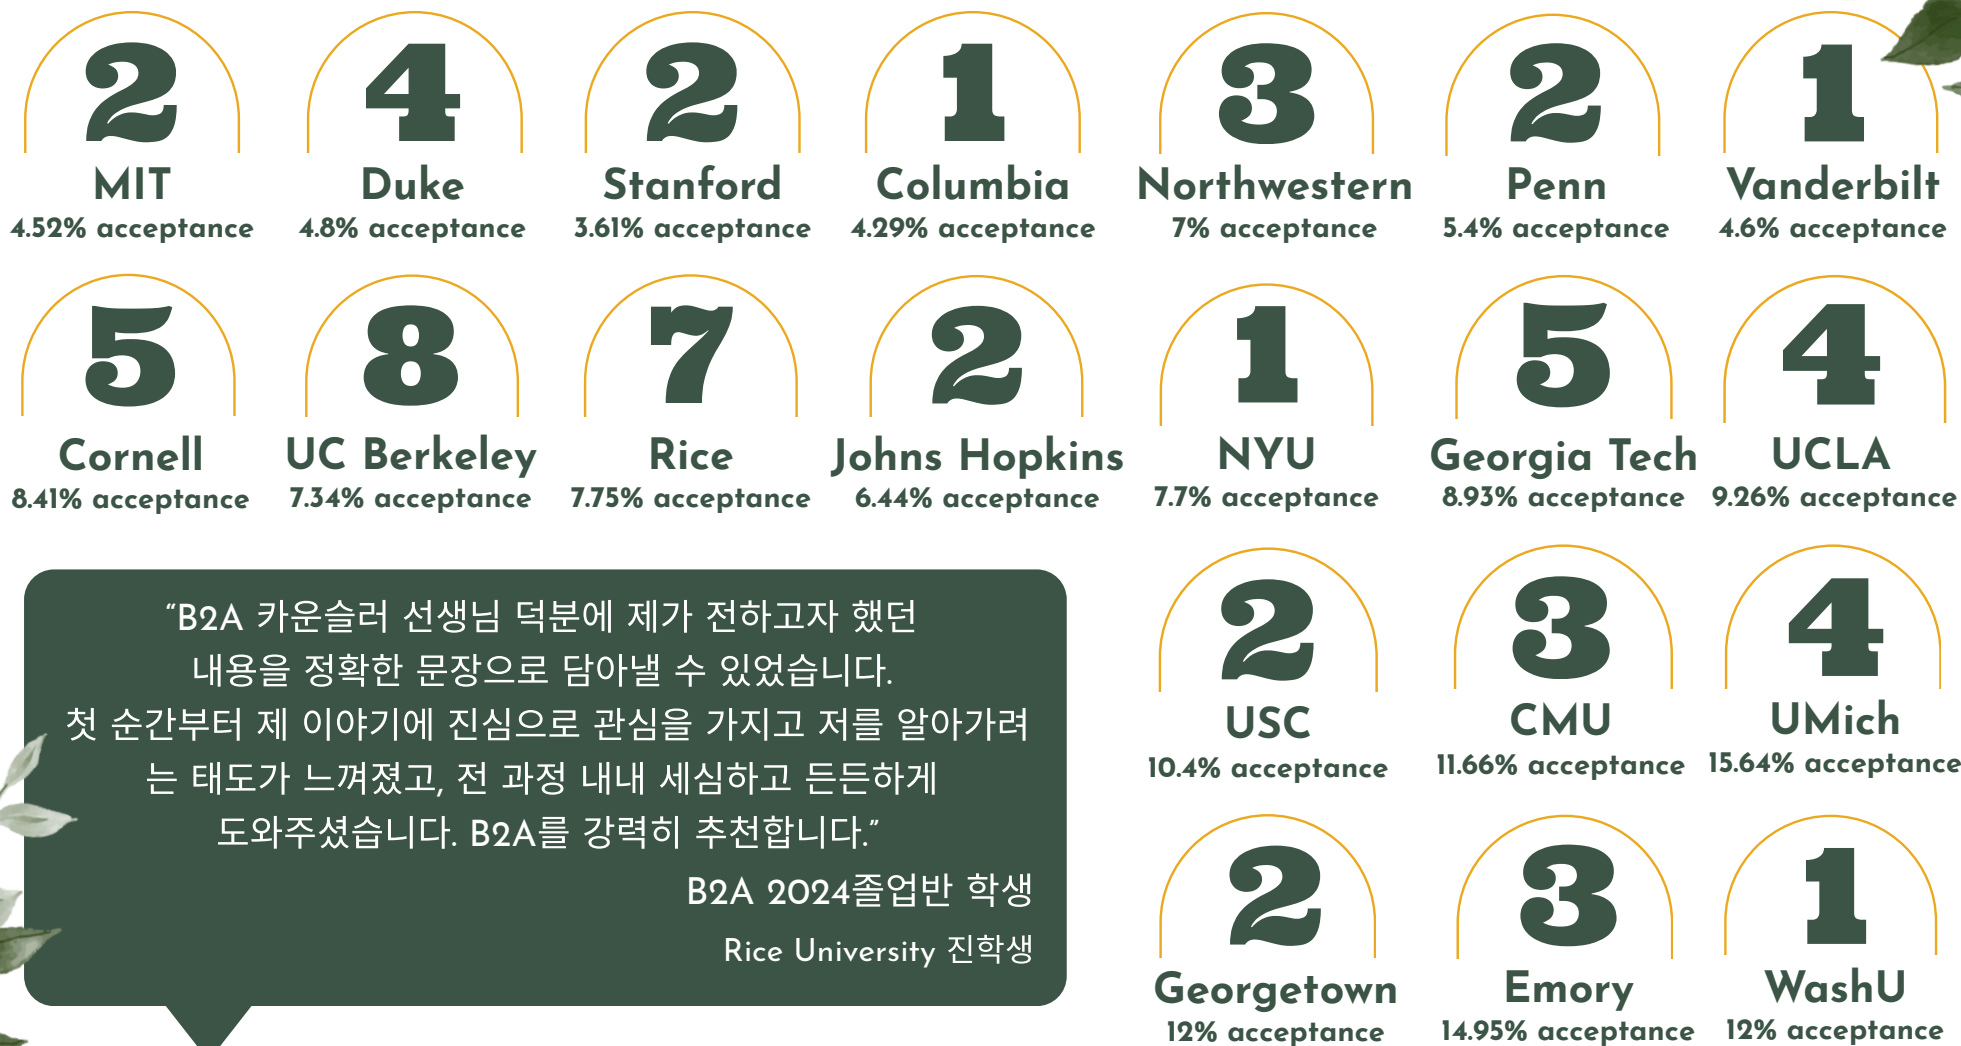 2
MIT
4.52% acceptance
4
Duke
4.8% acceptance
2
Stanford
3.61% acceptance
1
Columbia
4.29% acceptance
3
Northwestern
7% acceptance
2
Penn
5.4% acceptance
1
Vanderbilt
4.6% acceptance
5
Cornell
8.41% acceptance
8
UC Berkeley
7.34% acceptance
7
Rice
7.75% acceptance
2
Johns Hopkins
6.44% acceptance
1
NYU
7.7% acceptance
5
Georgia Tech
8.93% acceptance
4
UCLA
9.26% acceptance
2
USC
10.4% acceptance
3
CMU
11.66% acceptance
4
UMich
15.64% acceptance
2
Georgetown
12% acceptance
3
Emory
14.95% acceptance
1
WashU
12% acceptance
“B2A 카운슬러 선생님 덕분에 제가 전하고자 했던
내용을 정확한 문장으로 담아낼 수 있었습니다.
첫 순간부터 제 이야기에 진심으로 관심을 가지고 저를 알아가려
는 태도가 느껴졌고, 전 과정 내내 세심하고 든든하게
도와주셨습니다. B2A를 강력히 추천합니다.”
B2A 2024졸업반 학생
Rice University 진학생